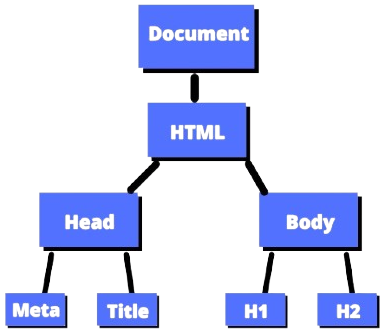 Document
HTML
Head
Body
Meta
Title
H1
H2